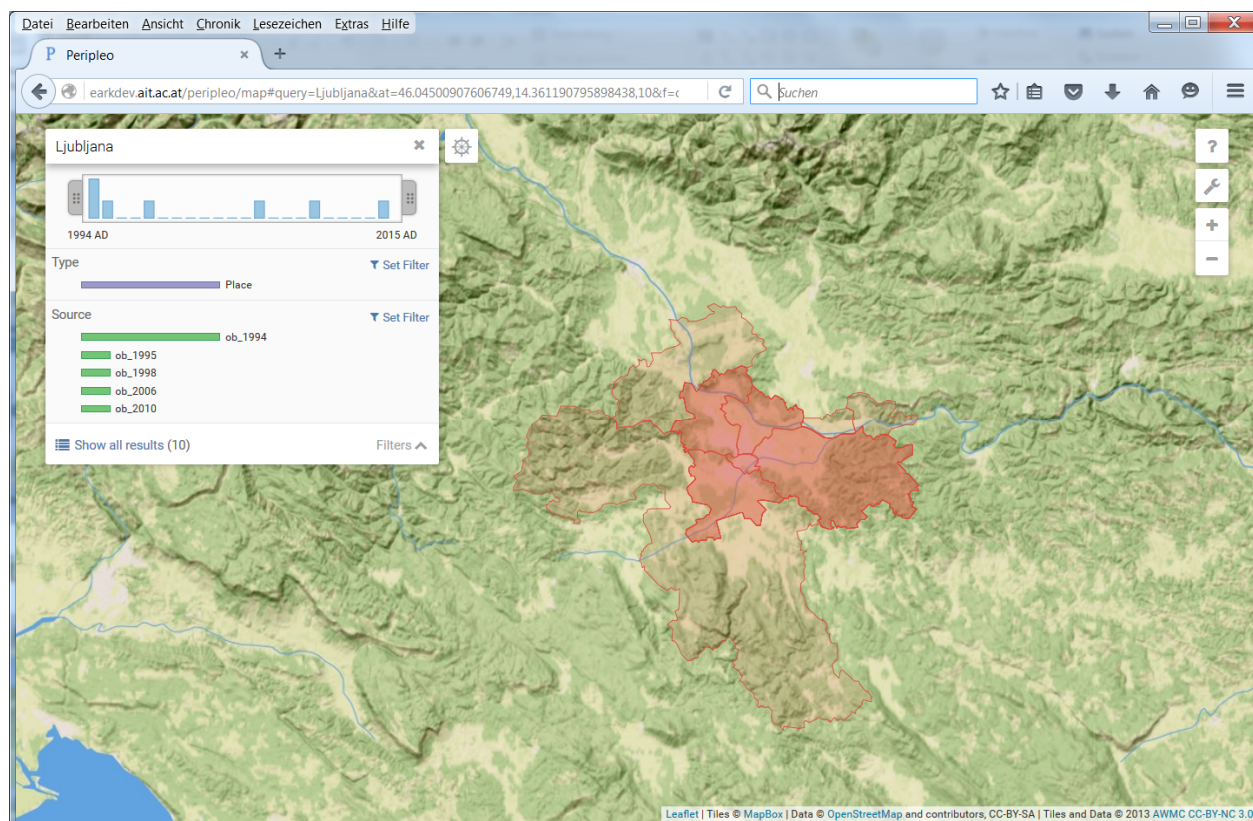 Datei Bearbeiten Ansicht Chronik Lesezeichen Extras Hilfe
P Peripleo
earkdev.ait.ac.at/peripleo/map#query=Ljubljana&at=46.04500907606749,14.361190795898438,10&f=c
Suchen
Ljubljana
1994 AD 2015 AD
Type Set Filter
Place
Source Set Filter
ob_1994
ob_1995
ob_1998
ob_2006
ob_2010
Show all results (10) Filters
?
+
−
Leaflet | Tiles © MapBox | Data © OpenStreetMap and contributors, CC-BY-SA | Tiles and Data © 2013 AWMC CC-BY-NC 3.0